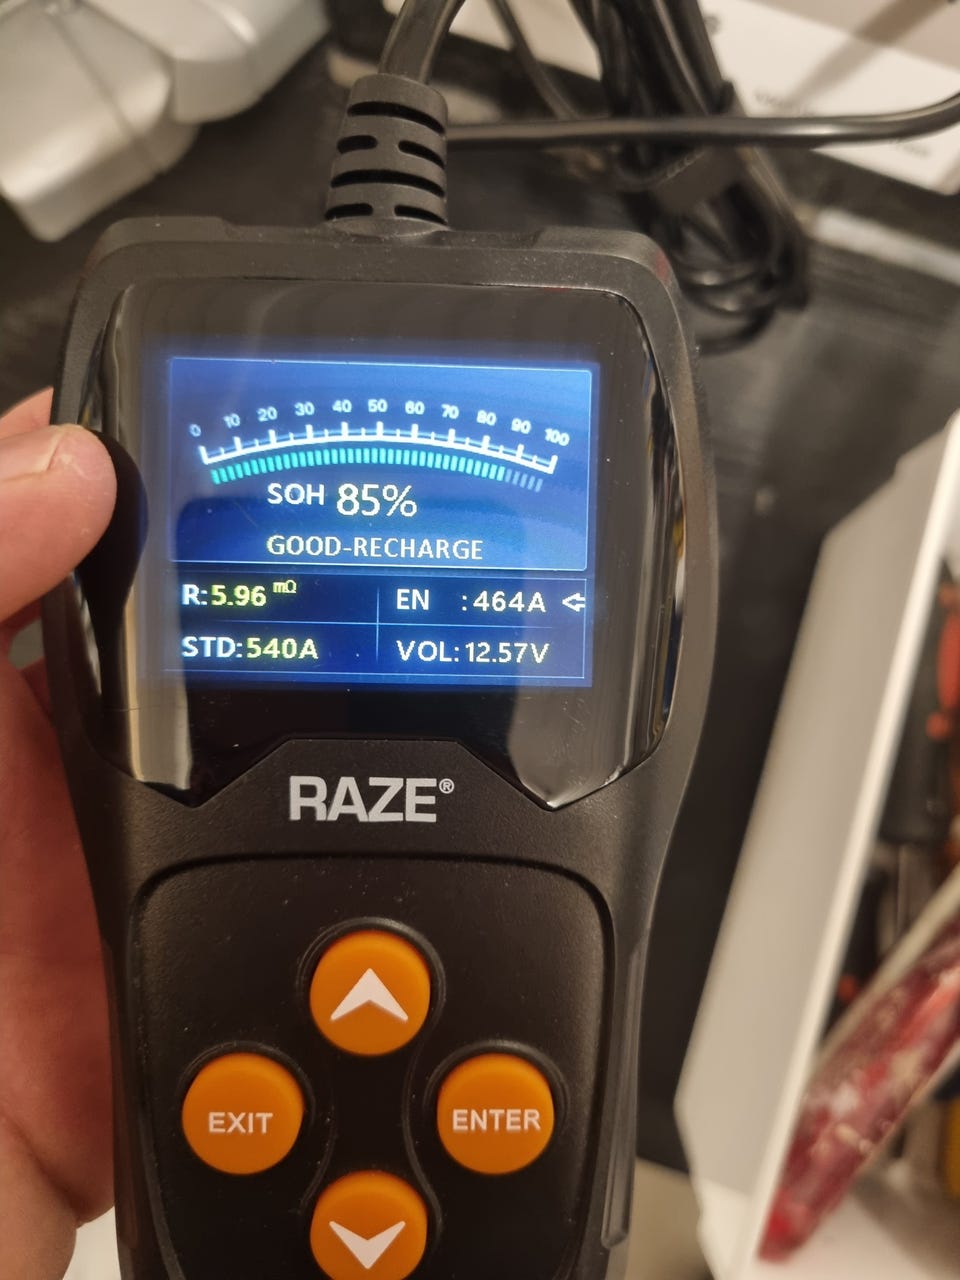 0 10 20 30 40 50 60 70 80 90 100
SOH 85%
GOOD-RECHARGE
R:5.96 mΩ
EN :464A
STD:540A
VOL:12.57V
RAZE®
EXIT
ENTER